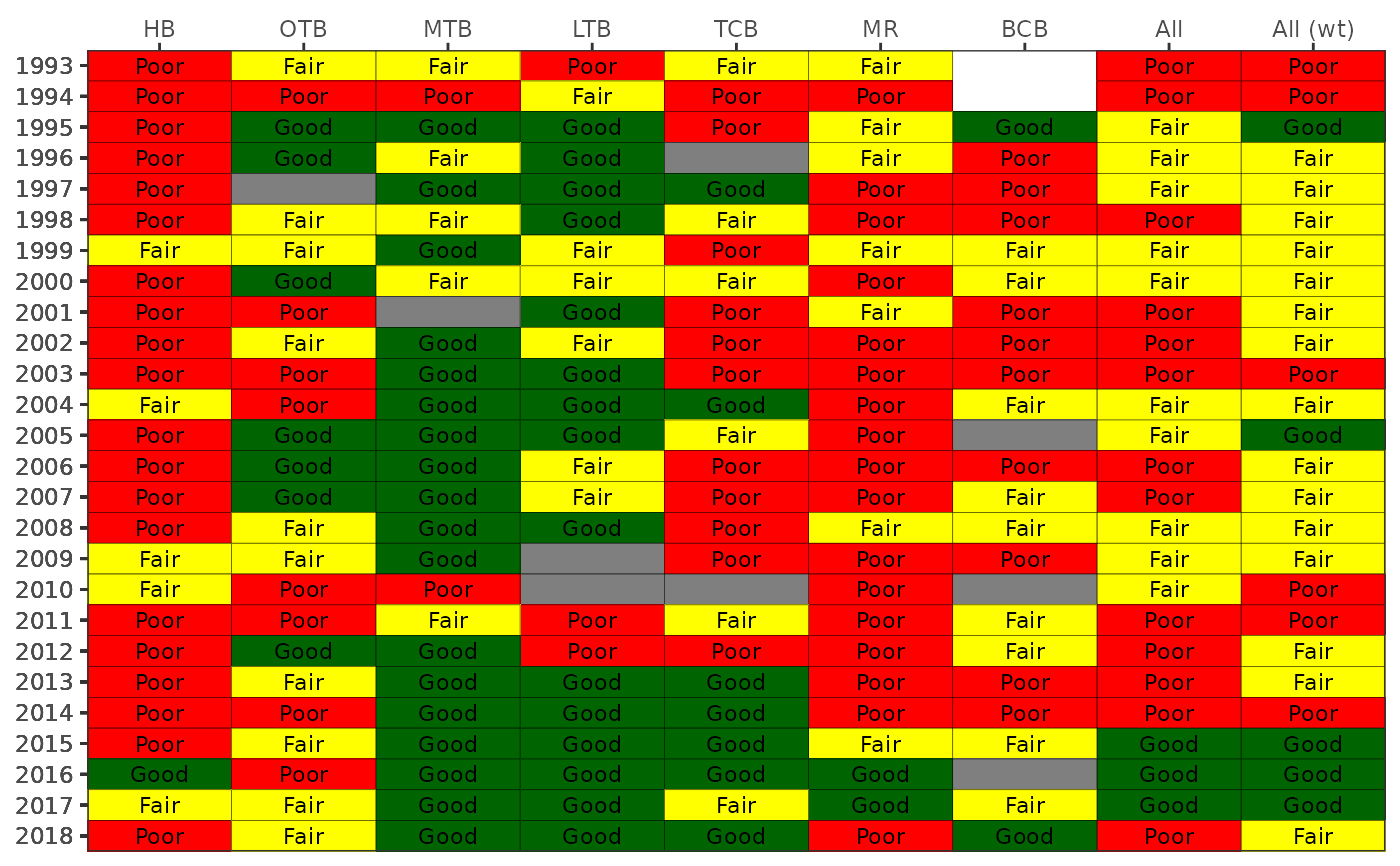 HB OTB MTB LTB TCB MR BCB All All (wt)
1993 Poor Fair Fair Poor Fair Fair Poor Poor
1994 Poor Poor Poor Fair Poor Poor Poor Poor
1995 Poor Good Good Good Poor Fair Good Fair Good
1996 Poor Good Fair Good Fair Poor Fair Fair
1997 Poor Good Good Good Poor Poor Fair Fair
1998 Poor Fair Fair Good Fair Poor Poor Poor Fair
1999 Fair Fair Good Fair Poor Fair Fair Fair Fair
2000 Poor Good Fair Fair Fair Poor Fair Fair Fair
2001 Poor Poor Good Poor Fair Poor Poor Fair
2002 Poor Fair Good Fair Poor Poor Poor Poor Fair
2003 Poor Poor Good Good Poor Poor Poor Poor Poor
2004 Fair Poor Good Good Good Poor Fair Fair Fair
2005 Poor Good Good Good Fair Poor Fair Good
2006 Poor Good Good Fair Poor Poor Poor Poor Fair
2007 Poor Good Good Fair Poor Poor Fair Poor Fair
2008 Poor Fair Good Good Poor Fair Fair Fair Fair
2009 Fair Fair Good Poor Poor Poor Fair Fair
2010 Fair Poor Poor Poor Fair Poor
2011 Poor Poor Fair Poor Fair Poor Fair Poor Poor
2012 Poor Good Good Poor Poor Poor Fair Poor Fair
2013 Poor Fair Good Good Good Poor Poor Poor Fair
2014 Poor Poor Good Good Good Poor Poor Poor Poor
2015 Poor Fair Good Good Good Fair Fair Good Good
2016 Good Poor Good Good Good Good Good Good
2017 Fair Fair Good Good Fair Good Fair Good Good
2018 Poor Fair Good Good Good Poor Good Poor Fair